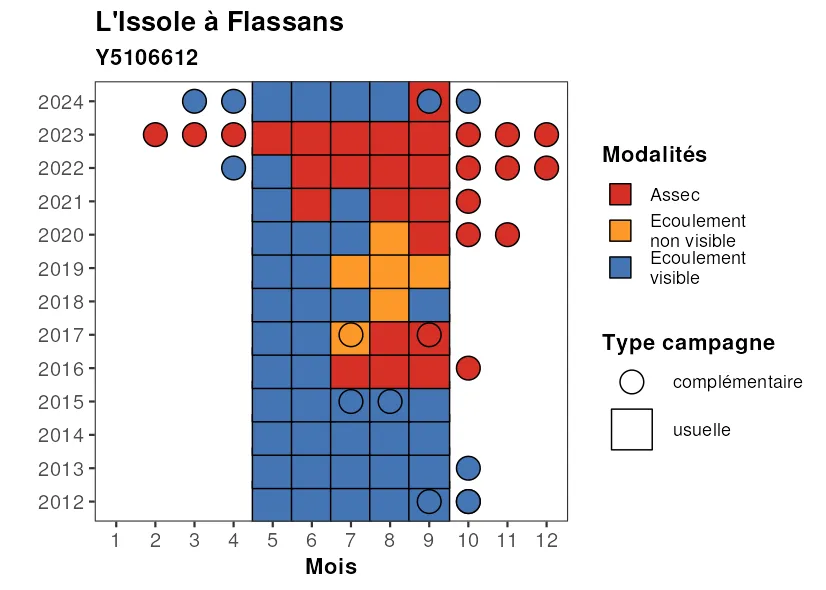 L'Issole à Flassans
Y5106612
2024
2023
2022
2021
2020
2019
2018
2017
2016
2015
2014
2013
2012
1 2 3 4 5 6 7 8 9 10 11 12
Mois
Modalités
Assec
Ecoulement
non visible
Ecoulement
visible
Type campagne
complémentaire
usuelle